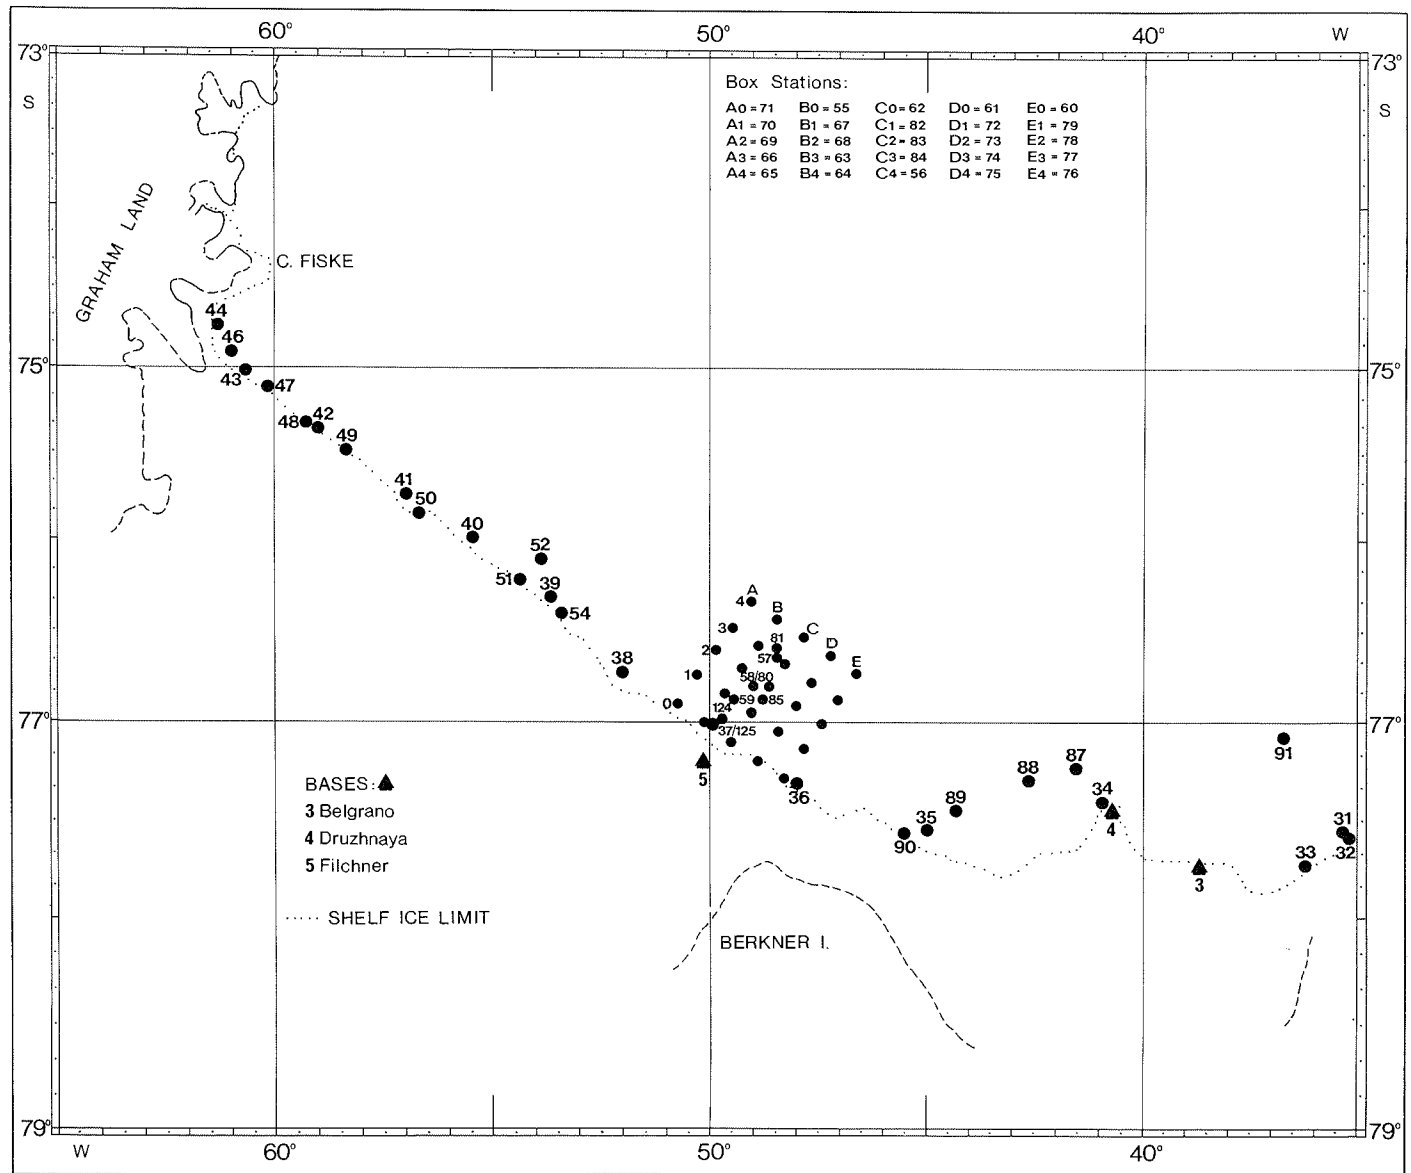 60° 50° 40° W
73° 73°
S S
Box Stations:
A0=71 B0=55 C0=62 D0=61 E0=60
A1=70 B1=67 C1=82 D1=72 E1=79
A2=69 B2=68 C2=83 D2=73 E2=78
A3=66 B3=63 C3=84 D3=74 E3=77
A4=65 B4=64 C4=56 D4=75 E4=76
GRAHAM LAND
C. FISKE
44
46
75° 75°
43 47
48 42
49
41
50
40
52
51 39
54
A
4 B
3 81 C
2 57 D
38 1 58/80 E
0 59 85
124
77° 77°
37/125
5
36
91
87
88
34
89
4
35
90
31
32
33
3
BASES:
3 Belgrano
4 Druzhnaya
5 Filchner
SHELF ICE LIMIT
BERKNER I.
79° 79°
W 60° 50° 40°